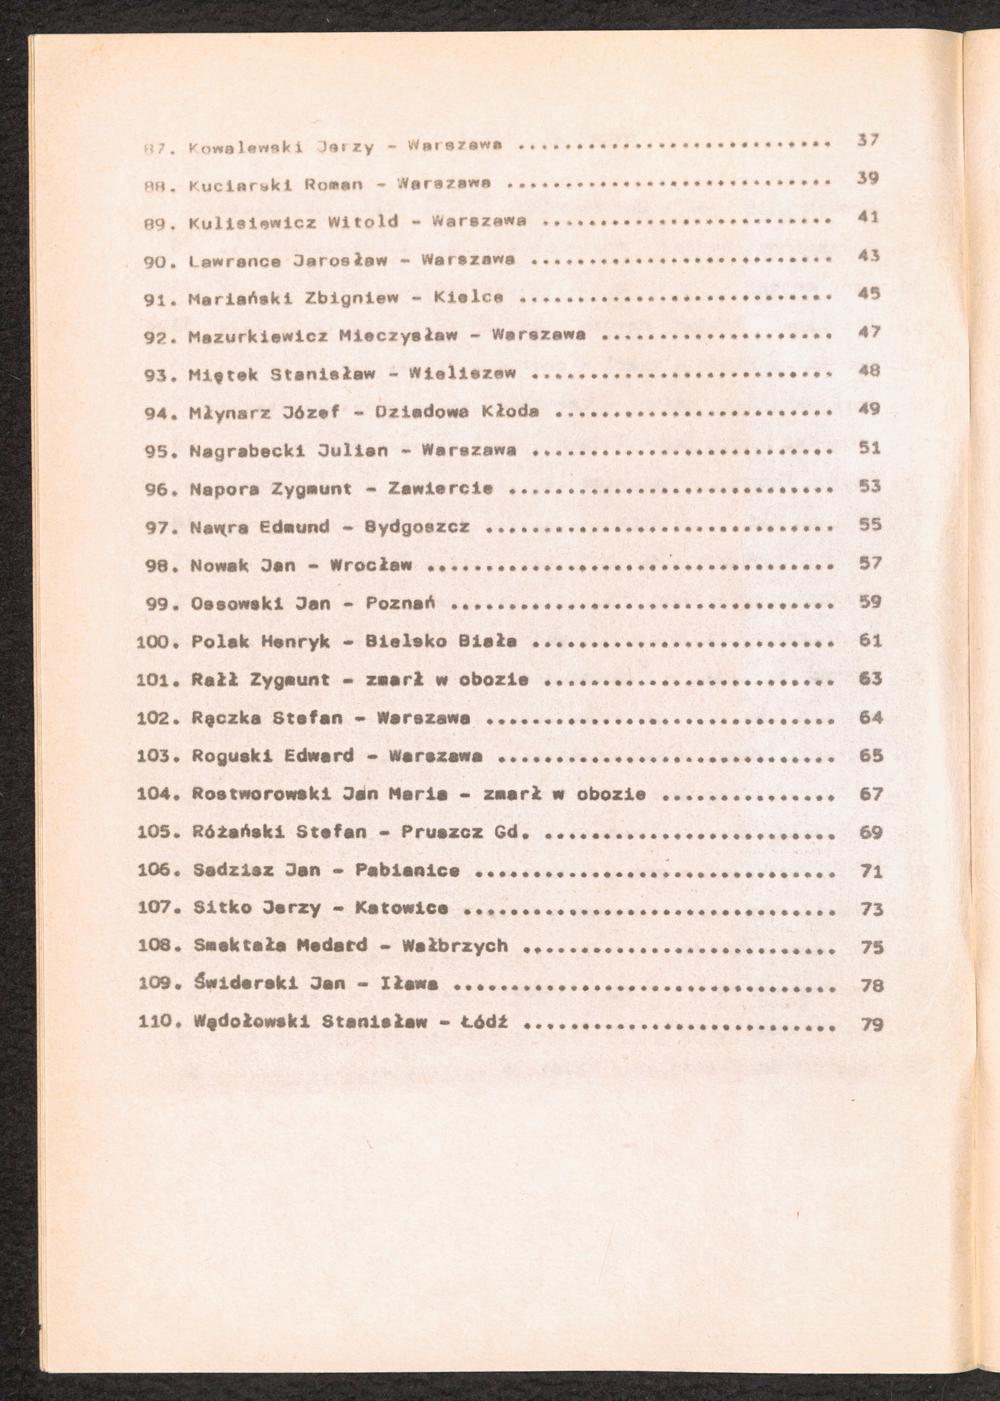 87. Kowalewski Jerzy - Warszawa ........................... 37
88. Kuciarski Roman - Warszawa ............................ 39
89. Kulisiewicz Witold - Warszawa ......................... 41
90. Lawrance Jarosław - Warszawa .......................... 43
91. Mariański Zbigniew - Kielce ........................... 45
92. Mazurkiewicz Mieczysław - Warszawa .................... 47
93. Miętek Stanisław - Wieliszew .......................... 48
94. Młynarz Józef - Dziadowa Kłoda ........................ 49
95. Nagrabecki Julian - Warszawa .......................... 51
96. Napora Zygmunt - Zawiercie ............................ 53
97. Nawra Edmund - Bydgoszcz .............................. 55
98. Nowak Jan - Wrocław ................................... 57
99. Ossowski Jan - Poznań ................................. 59
100. Polak Henryk - Bielsko Biała .......................... 61
101. Rałł Zygmunt - zmarł w obozie ......................... 63
102. Rączka Stefan - Warszawa .............................. 64
103. Roguski Edward - Warszawa ............................. 65
104. Rostworowski Jan Maria - zmarł w obozie ............... 67
105. Różański Stefan - Pruszcz Gd. ......................... 69
106. Sadzisz Jan - Pabianice ............................... 71
107. Sitko Jerzy - Katowice ................................ 73
108. Smektała Medard - Wałbrzych ........................... 75
109. Świderski Jan - Iława ................................. 78
110. Wądołowski Stanisław - Łódź ........................... 79